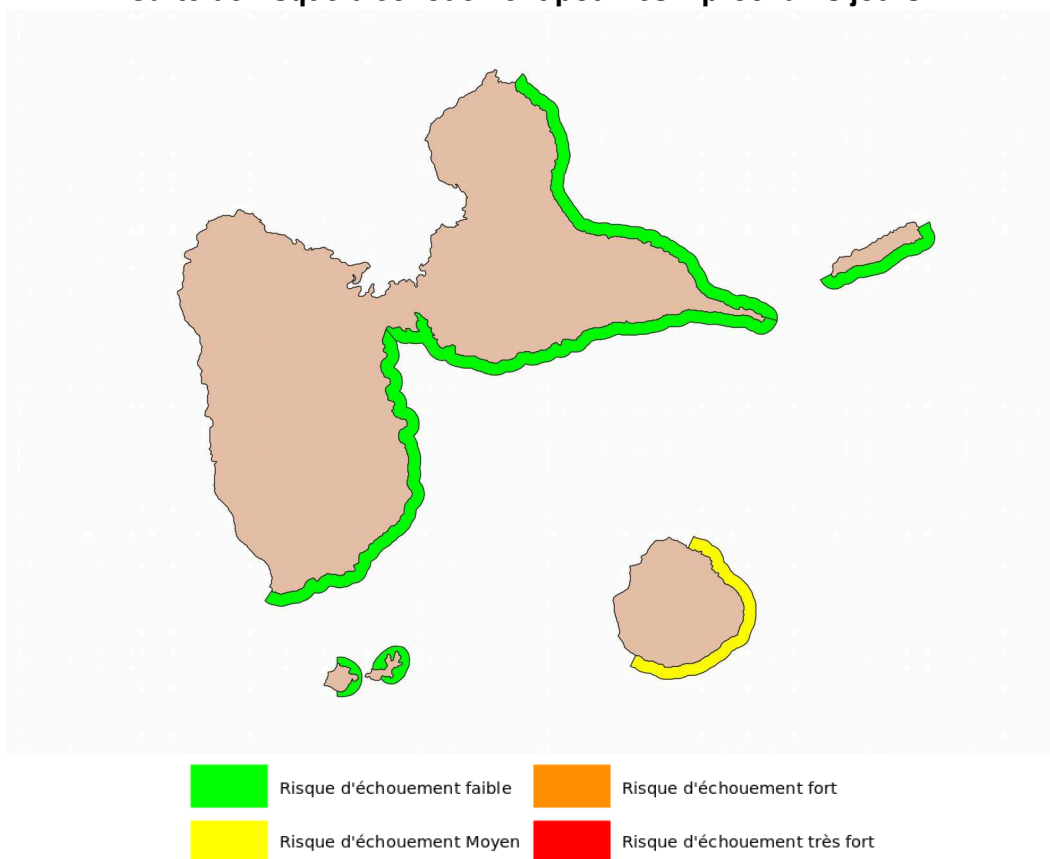 Risque d'échouement faible
Risque d'échouement fort
Risque d'échouement Moyen
Risque d'échouement très fort